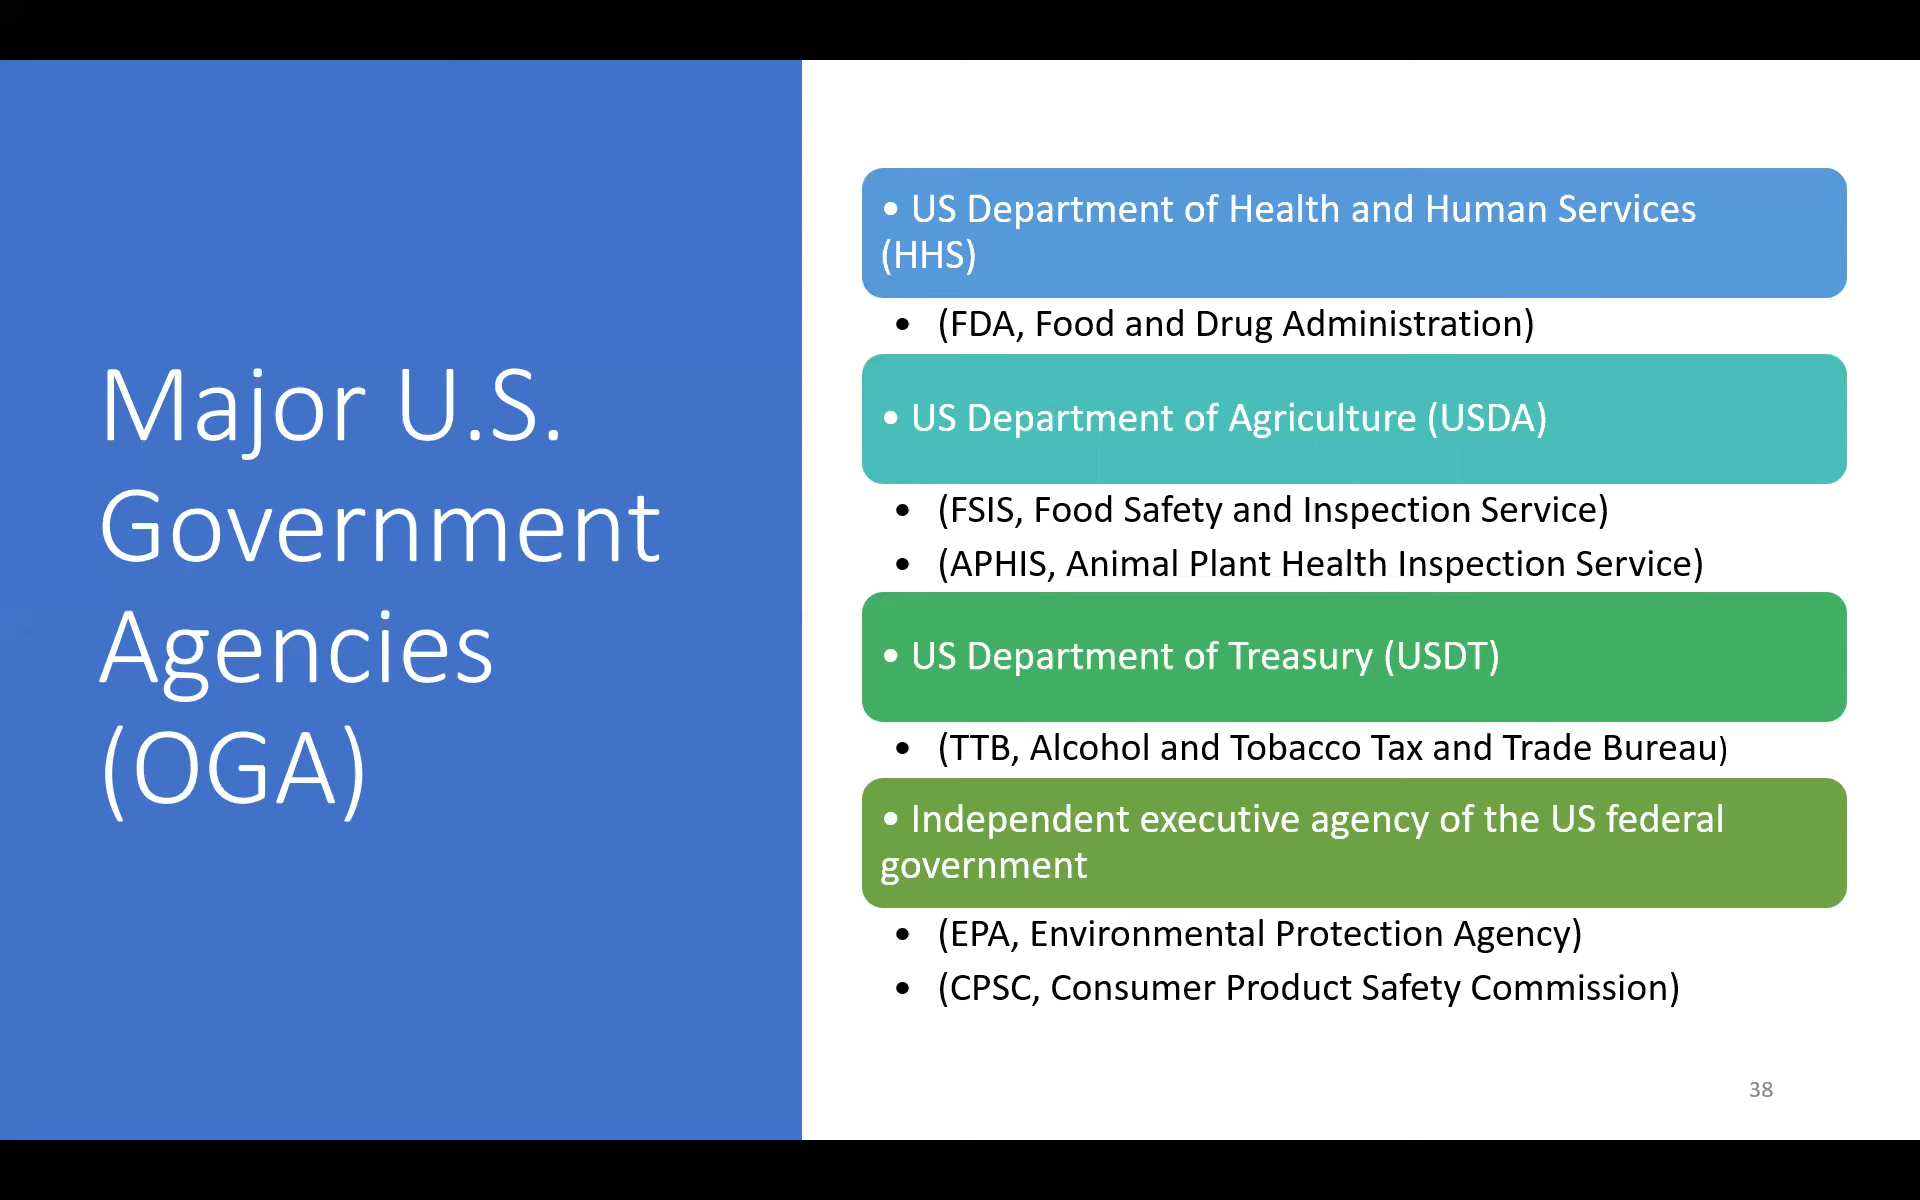 Major U.S.
Government
Agencies
(OGA)
• US Department of Health and Human Services
(HHS)
• (FDA, Food and Drug Administration)
• US Department of Agriculture (USDA)
• (FSIS, Food Safety and Inspection Service)
• (APHIS, Animal Plant Health Inspection Service)
• US Department of Treasury (USDT)
• (TTB, Alcohol and Tobacco Tax and Trade Bureau)
• Independent executive agency of the US federal
government
• (EPA, Environmental Protection Agency)
• (CPSC, Consumer Product Safety Commission)
38